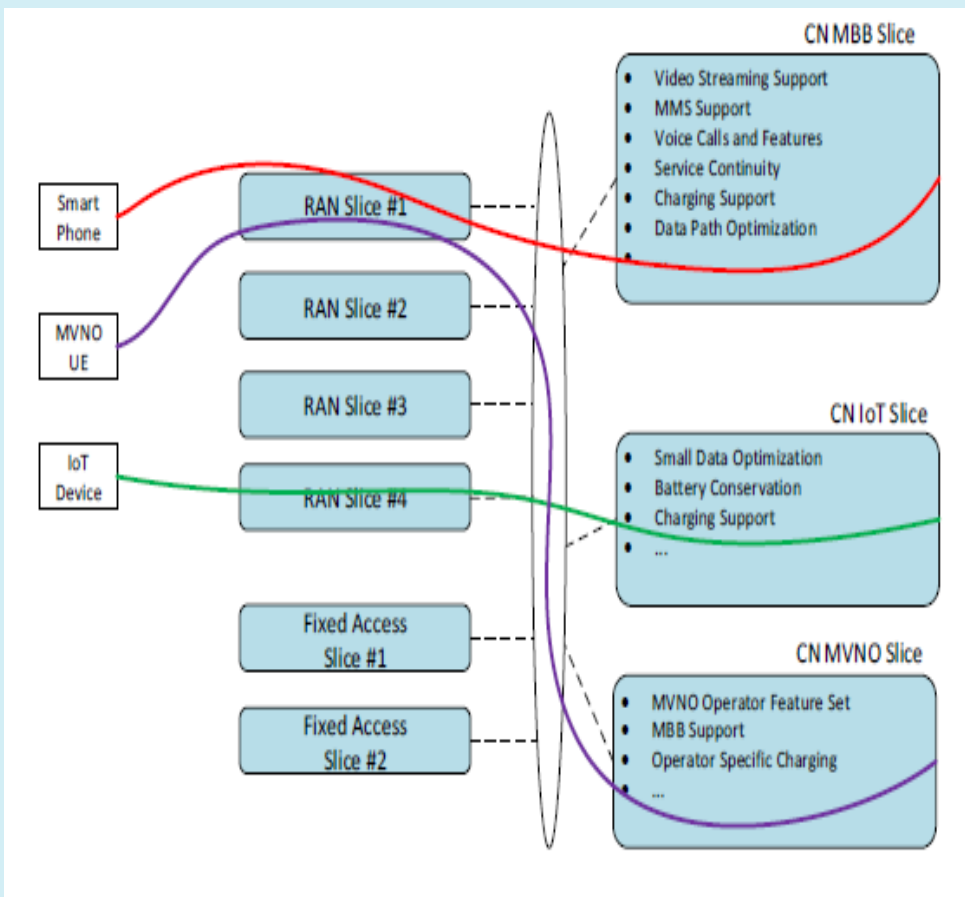 CN MBB Slice
• Video Streaming Support
• MMS Support
• Voice Calls and Features
• Service Continuity
• Charging Support
• Data Path Optimization
• ...
Smart
Phone
RAN Slice #1
MVNO
UE
RAN Slice #2
RAN Slice #3
IoT
Device
RAN Slice #4
CN IoT Slice
• Small Data Optimization
• Battery Conservation
• Charging Support
• ...
Fixed Access
Slice #1
Fixed Access
Slice #2
CN MVNO Slice
• MVNO Operator Feature Set
• MBB Support
• Operator Specific Charging
• ...